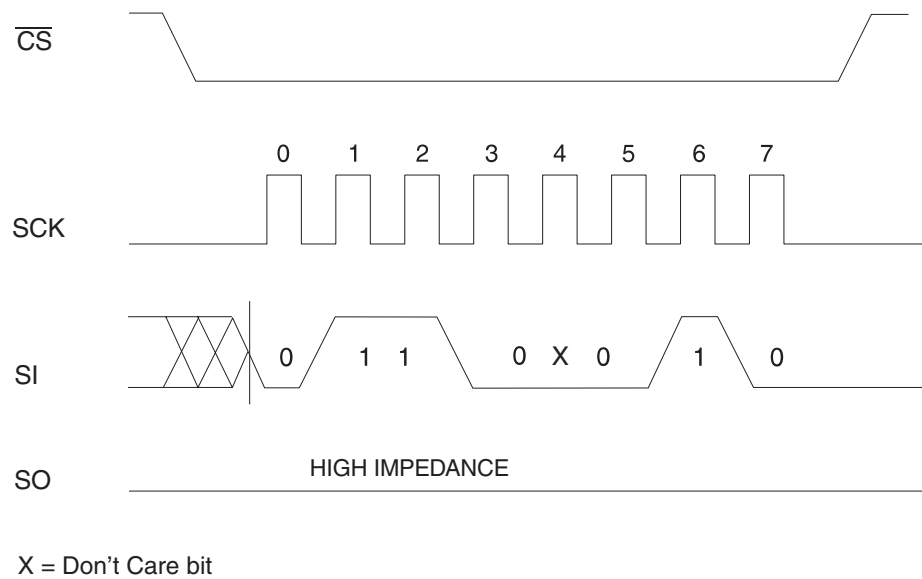 CS
0 1 2 3 4 5 6 7
SCK
SI
0 1 1 0 X 0 1 0
HIGH IMPEDANCE
SO
X = Don't Care bit